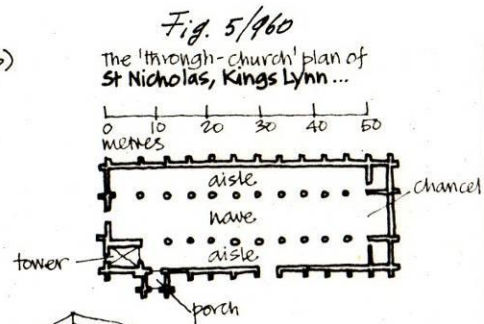 Fig. 5/960
b)
The 'through-church' plan of
St Nicholas, Kings Lynn ...
0 10 20 30 40 50
metres
aisle
chancel
nave
aisle
tower
porch